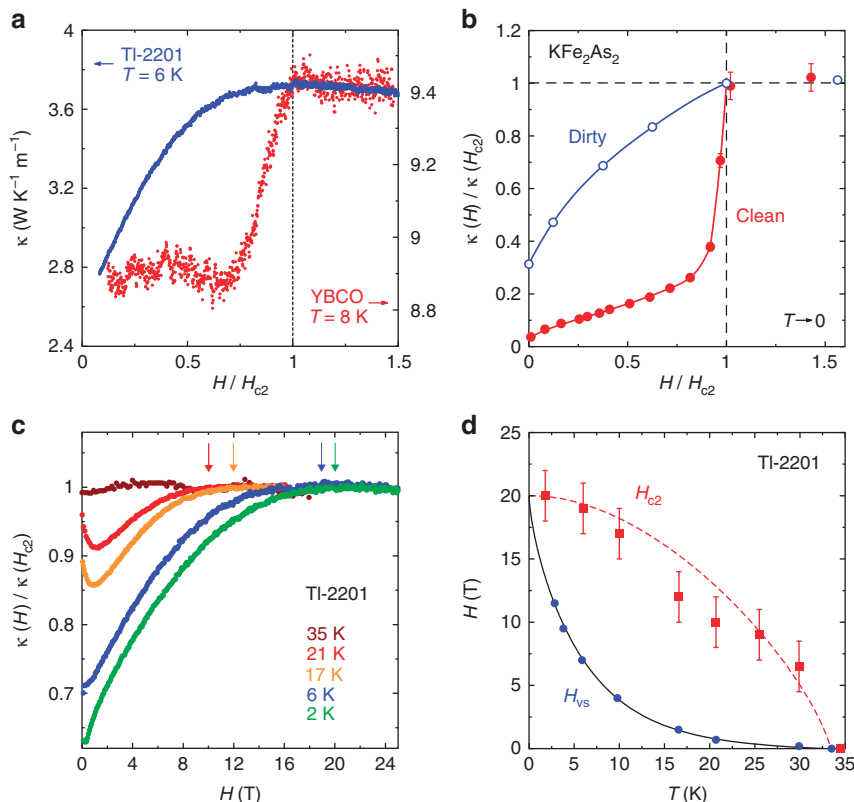 a
4
3.6
3.2
2.8
2.4
κ (W K⁻¹ m⁻¹)
Tl-2201
T = 6 K
YBCO
T = 8 K
9.4
9.2
9
8.8
0 0.5 1 1.5
H / Hc2
b
1.2
1
0.8
0.6
0.4
0.2
0
κ (H) / κ (Hc2)
KFe₂As₂
Dirty
Clean
T→0
0 0.5 1 1.5
H / Hc2
c
1
0.9
0.8
0.7
κ (H) / κ (Hc2)
Tl-2201
35 K
21 K
17 K
6 K
2 K
0 4 8 12 16 20 24
H (T)
d
25
20
15
10
5
0
H (T)
Tl-2201
Hc2
Hvs
0 5 10 15 20 25 30 35
T (K)